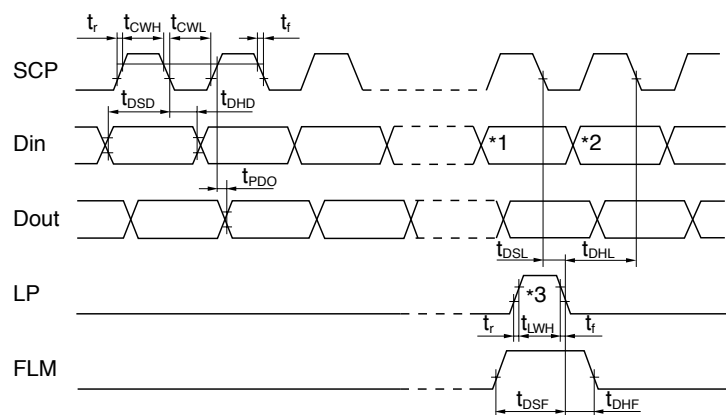 tr tCWH tCWL tf
SCP
tDSD tDHD
Din *1 *2
tPDO
Dout
tDSL tDHL
LP *3
tr tLWH tf
FLM
tDSF tDHF